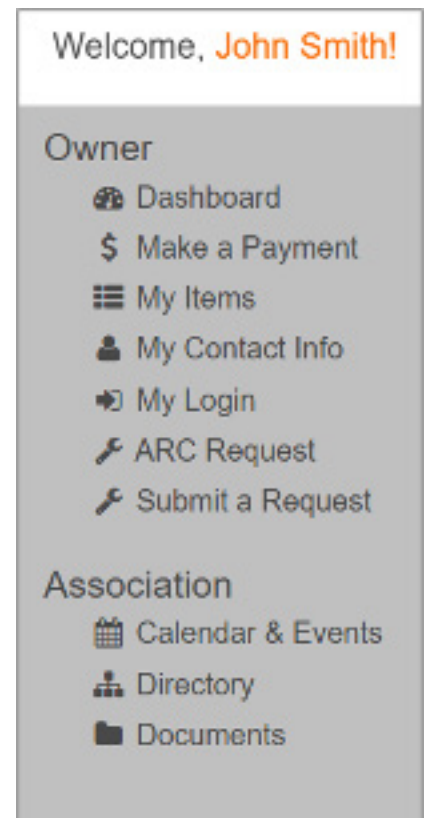 Welcome, John Smith!
Owner
Dashboard
$ Make a Payment
My Items
My Contact Info
My Login
ARC Request
Submit a Request
Association
Calendar & Events
Directory
Documents